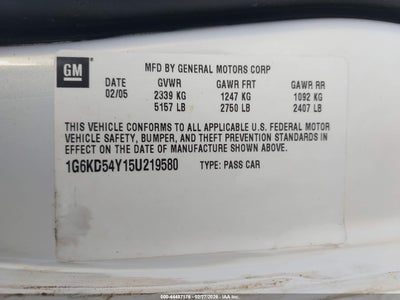 GM
MFD BY GENERAL MOTORS CORP
DATE GVWR GAWR FRT GAWR RR
02/05 2339 KG 1247 KG 1092 KG
5157 LB 2750 LB 2407 LB
THIS VEHICLE CONFORMS TO ALL APPLICABLE U.S. FEDERAL MOTOR
VEHICLE SAFETY, BUMPER, AND THEFT PREVENTION STANDARDS
IN EFFECT ON THE DATE OF MANUFACTURE SHOWN ABOVE.
1G6KD54Y15U219580 TYPE: PASS CAR